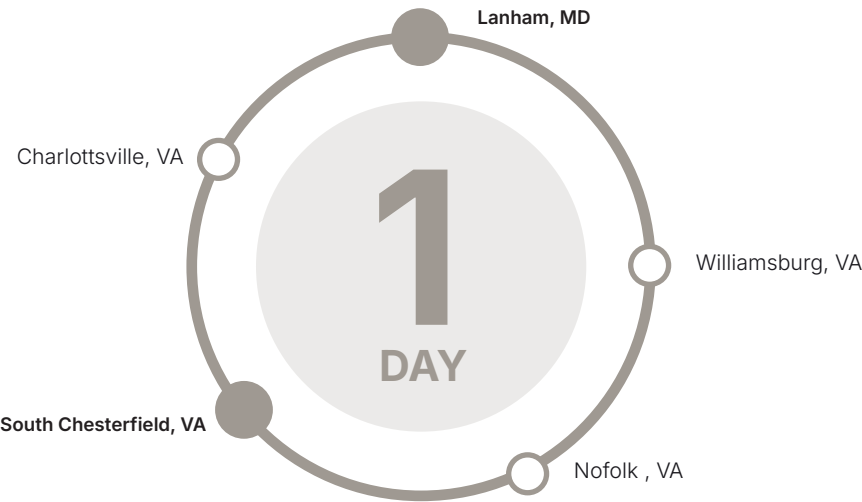 Lanham, MD
Charlottsville, VA
1
DAY
Williamsburg, VA
South Chesterfield, VA
Nofolk , VA